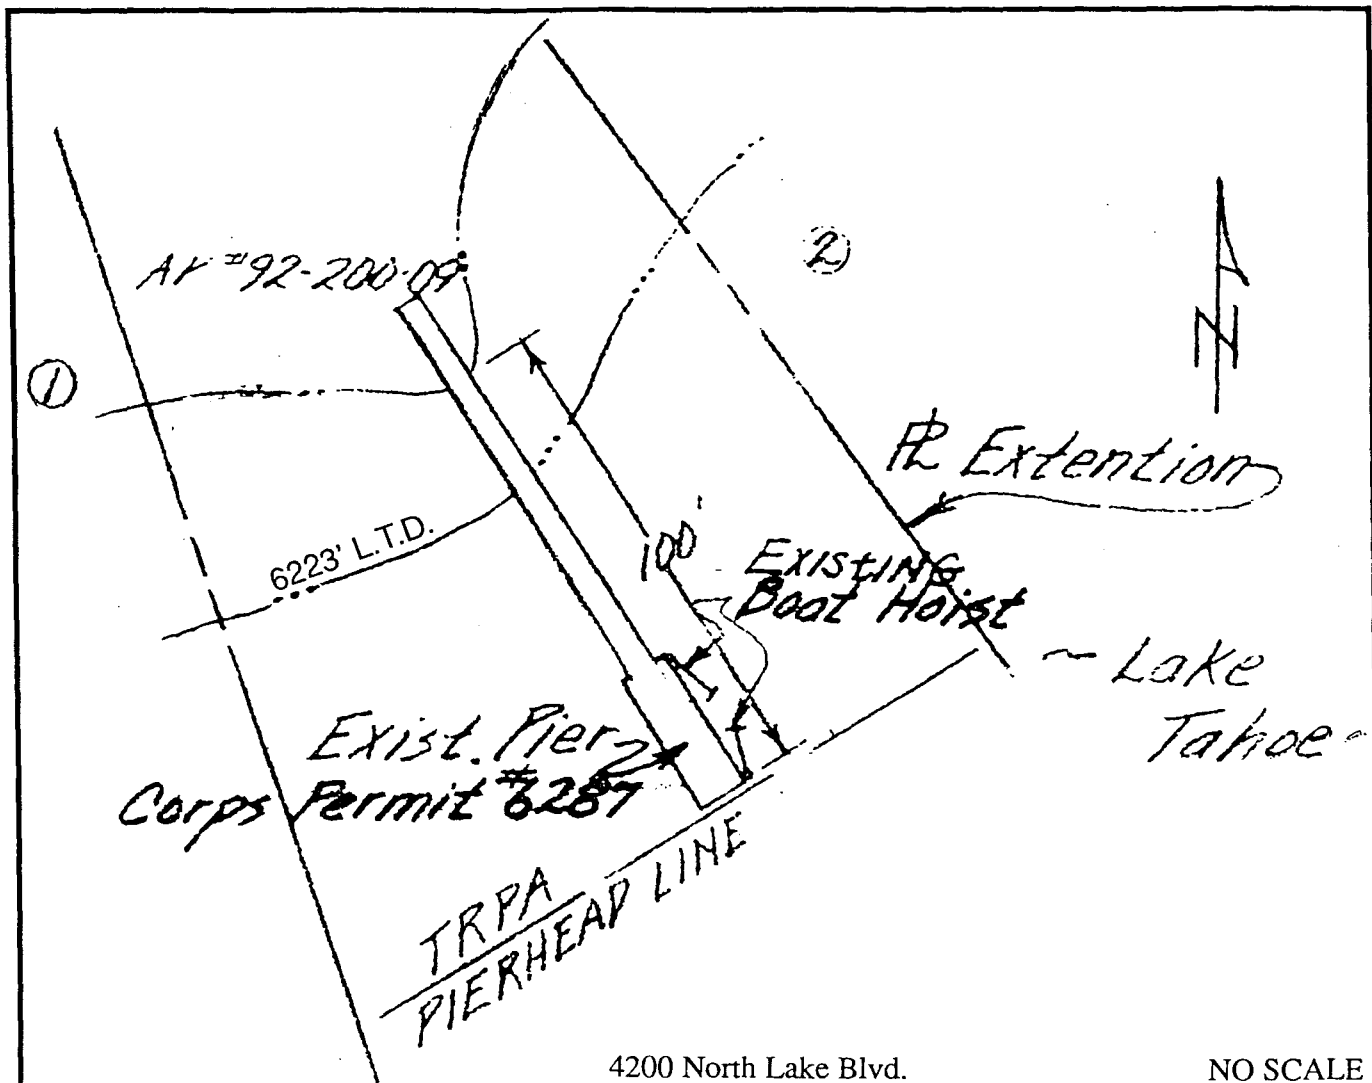 AP #92-200-09
2
1
N
PL Extention
6223' L.T.D.
100'
EXISTING
Boat Hoist
~ Lake
Tahoe ~
Exist. Pier
Corps Permit #6287
TRPA
PIERHEAD LINE
4200 North Lake Blvd.
NO SCALE